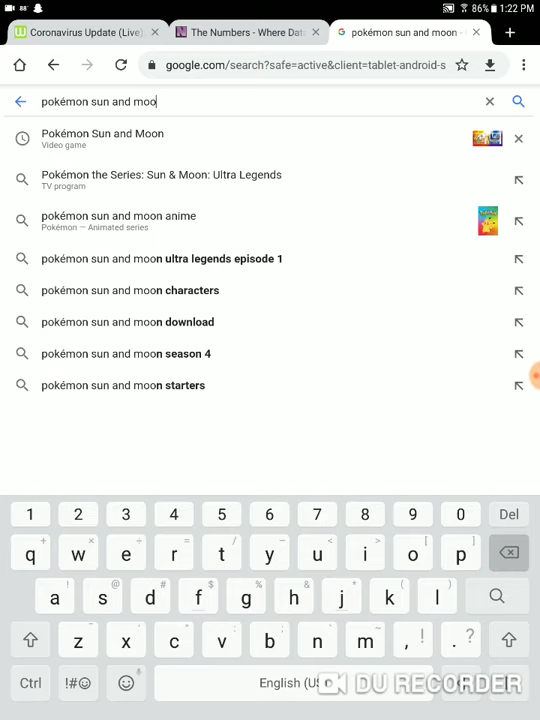 88° 86% 1:22 PM
Coronavirus Update (Live) The Numbers - Where Data pokémon sun and moon -
google.com/search?safe=active&client=tablet-android-s
pokémon sun and moo
Pokémon Sun and Moon
Video game
Pokémon the Series: Sun & Moon: Ultra Legends
TV program
pokémon sun and moon anime
Pokémon — Animated series
pokémon sun and moon ultra legends episode 1
pokémon sun and moon characters
pokémon sun and moon download
pokémon sun and moon season 4
pokémon sun and moon starters
1 2 3 4 5 6 7 8 9 0 Del
q + w × e ÷ r = t / y _ u < i > o [ p ]
a ! s @ d # f $ g % h & j * k ( l )
z - x ' c " v : b ; n , m ? , ! . ?
Ctrl !#☺ English (US)
DU RECORDER